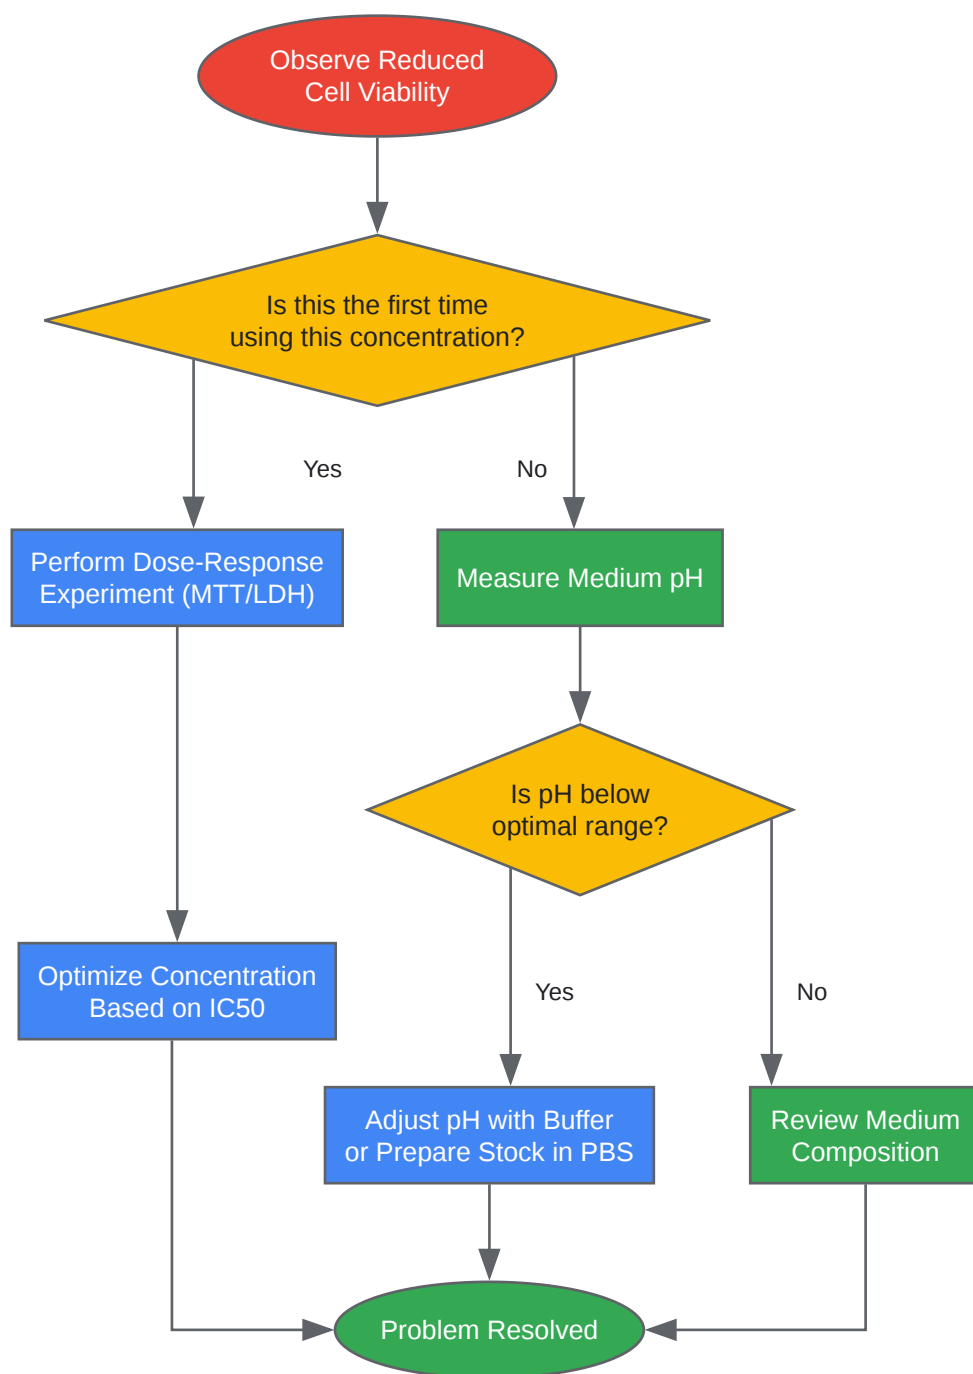 Observe Reduced
Cell Viability
Is this the first time
using this concentration?
Yes
No
Perform Dose-Response
Experiment (MTT/LDH)
Measure Medium pH
Is pH below
optimal range?
Optimize Concentration
Based on IC50
Yes
No
Adjust pH with Buffer
or Prepare Stock in PBS
Review Medium
Composition
Problem Resolved